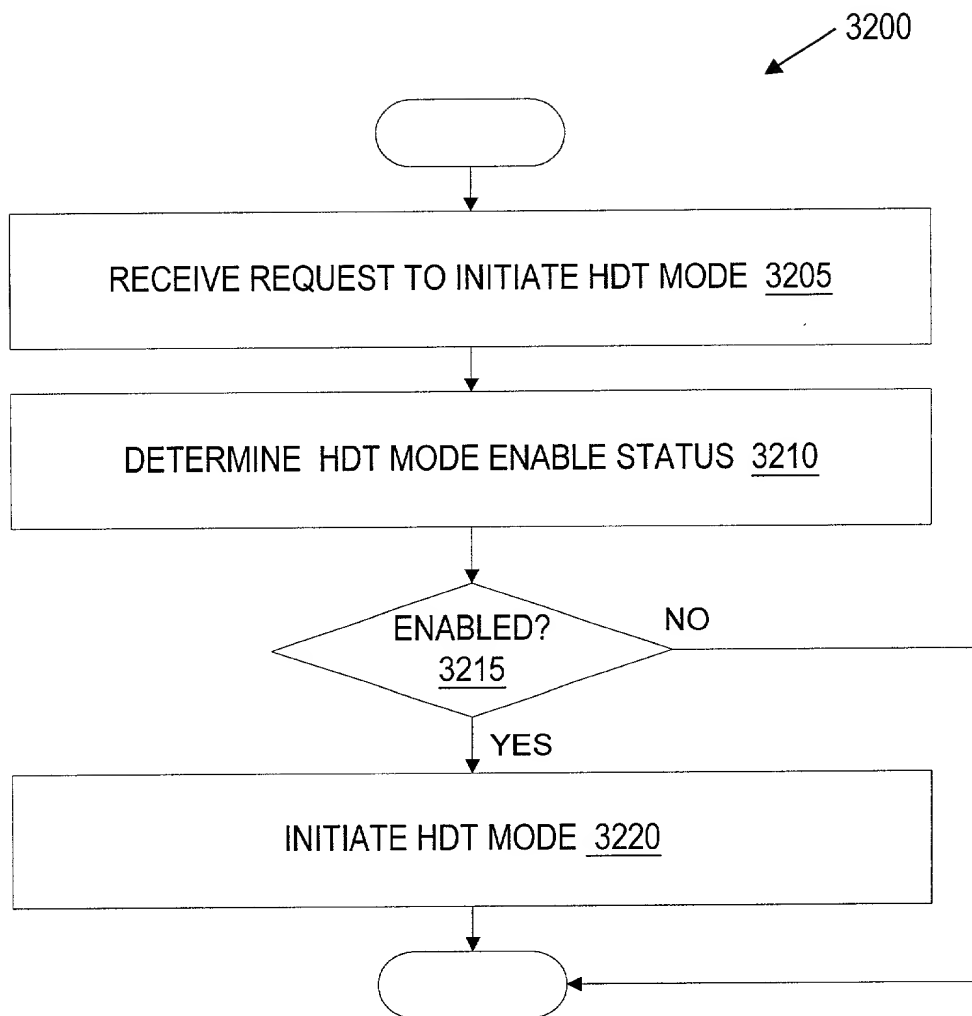 3200
RECEIVE REQUEST TO INITIATE HDT MODE 3205
DETERMINE HDT MODE ENABLE STATUS 3210
ENABLED?
3215
NO
YES
INITIATE HDT MODE 3220